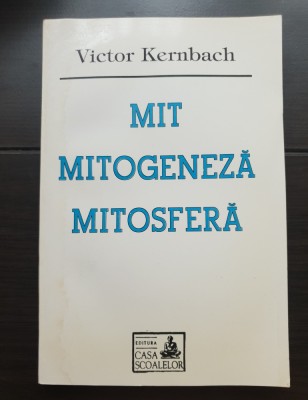 Victor Kernbach
MIT
MITOGENEZĂ
MITOSFERĂ
EDITURA
CASA
ȘCOALELOR